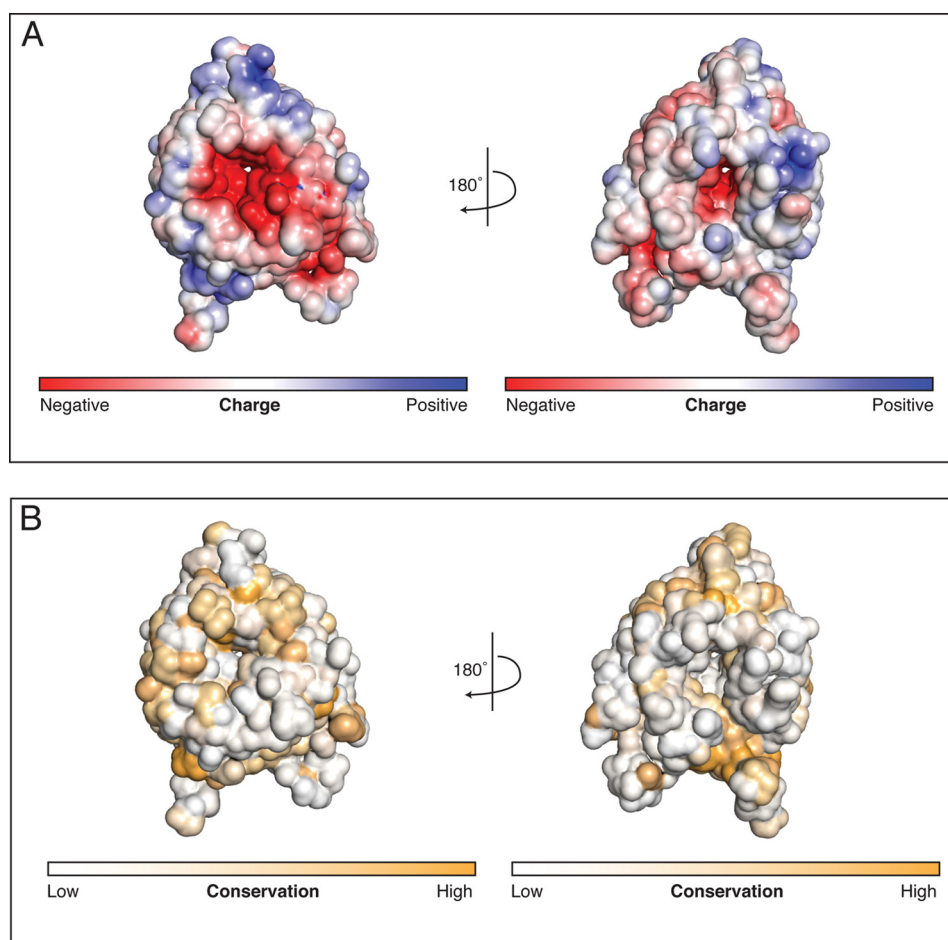 A
180°
Negative Charge Positive
Negative Charge Positive
B
180°
Low Conservation High
Low Conservation High